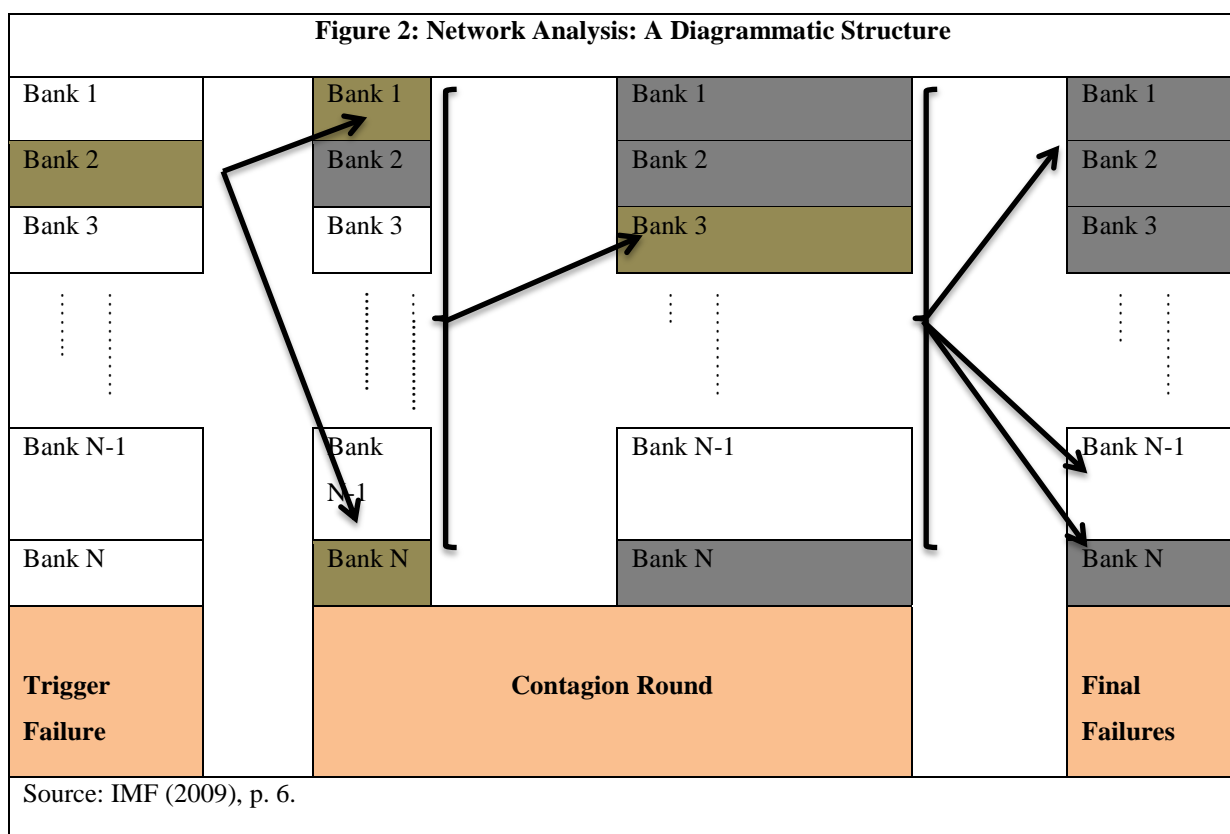 Figure 2: Network Analysis: A Diagrammatic Structure
Bank 1
Bank 2
Bank 3
Bank N-1
Bank N
Trigger
Failure
Bank 1
Bank 2
Bank 3
Bank
N-1
Bank N
Bank 1
Bank 2
Bank 3
Bank N-1
Bank N
Contagion Round
Bank 1
Bank 2
Bank 3
Bank N-1
Bank N
Final
Failures
Source: IMF (2009), p. 6.